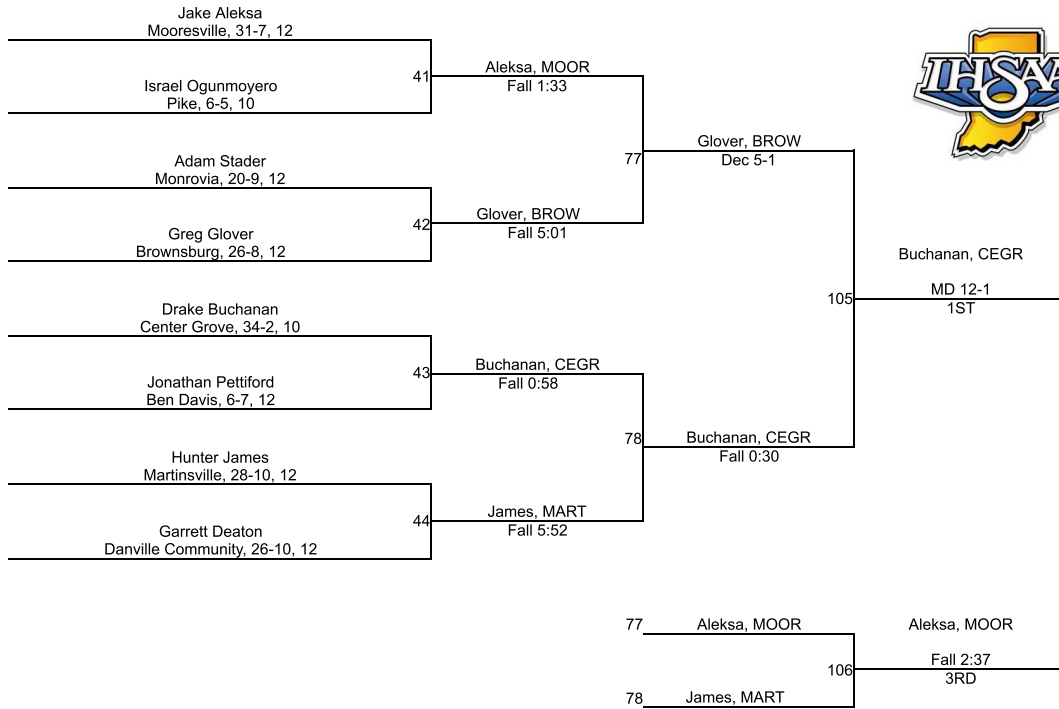 Jake Aleksa
Mooresville, 31-7, 12
41
Israel Ogunmoyero
Pike, 6-5, 10
Aleksa, MOOR
Fall 1:33
77
Adam Stader
Monrovia, 20-9, 12
42
Greg Glover
Brownsburg, 26-8, 12
Glover, BROW
Fall 5:01
Glover, BROW
Dec 5-1
105
Drake Buchanan
Center Grove, 34-2, 10
43
Jonathan Pettiford
Ben Davis, 6-7, 12
Buchanan, CEGR
Fall 0:58
78
Hunter James
Martinsville, 28-10, 12
44
Garrett Deaton
Danville Community, 26-10, 12
James, MART
Fall 5:52
Buchanan, CEGR
Fall 0:30
IHSAA
Buchanan, CEGR
MD 12-1
1ST
77
Aleksa, MOOR
106
78
James, MART
Aleksa, MOOR
Fall 2:37
3RD